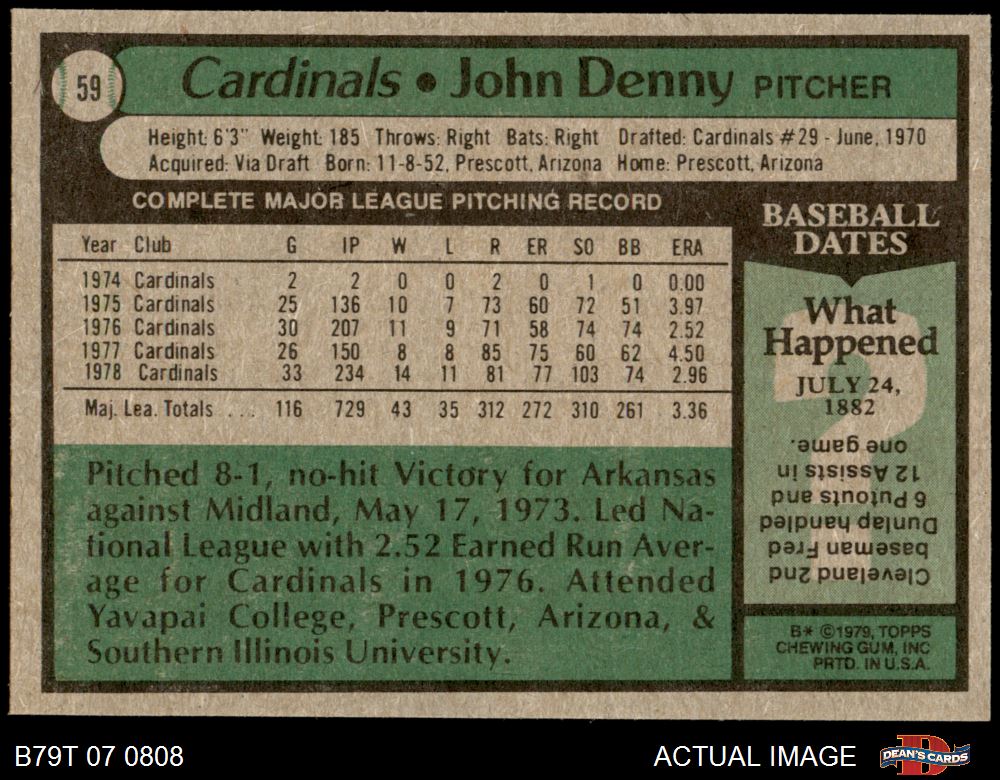 59
Cardinals • John Denny PITCHER
Height: 6'3" Weight: 185 Throws: Right Bats: Right Drafted: Cardinals #29 - June, 1970
Acquired: Via Draft Born: 11-8-52, Prescott, Arizona Home: Prescott, Arizona
COMPLETE MAJOR LEAGUE PITCHING RECORD
Year Club G IP W L R ER SO BB ERA
1974 Cardinals 2 2 0 0 2 0 1 0 0.00
1975 Cardinals 25 136 10 7 73 60 72 51 3.97
1976 Cardinals 30 207 11 9 71 58 74 74 2.52
1977 Cardinals 26 150 8 8 85 75 60 62 4.50
1978 Cardinals 33 234 14 11 81 77 103 74 2.96
Maj. Lea. Totals . . . 116 729 43 35 312 272 310 261 3.36
Pitched 8-1, no-hit Victory for Arkansas
against Midland, May 17, 1973. Led Na-
tional League with 2.52 Earned Run Aver-
age for Cardinals in 1976. Attended
Yavapai College, Prescott, Arizona, &
Southern Illinois University.
BASEBALL
DATES
What
Happened
JULY 24,
1882
Cleveland 2nd
baseman Fred
Dunlap handled
6 Putouts and
12 Assists in
one game.
B* ©1979, TOPPS
CHEWING GUM, INC
PRTD. IN U.S.A.
B79T 07 0808
ACTUAL IMAGE
DEAN'S CARDS